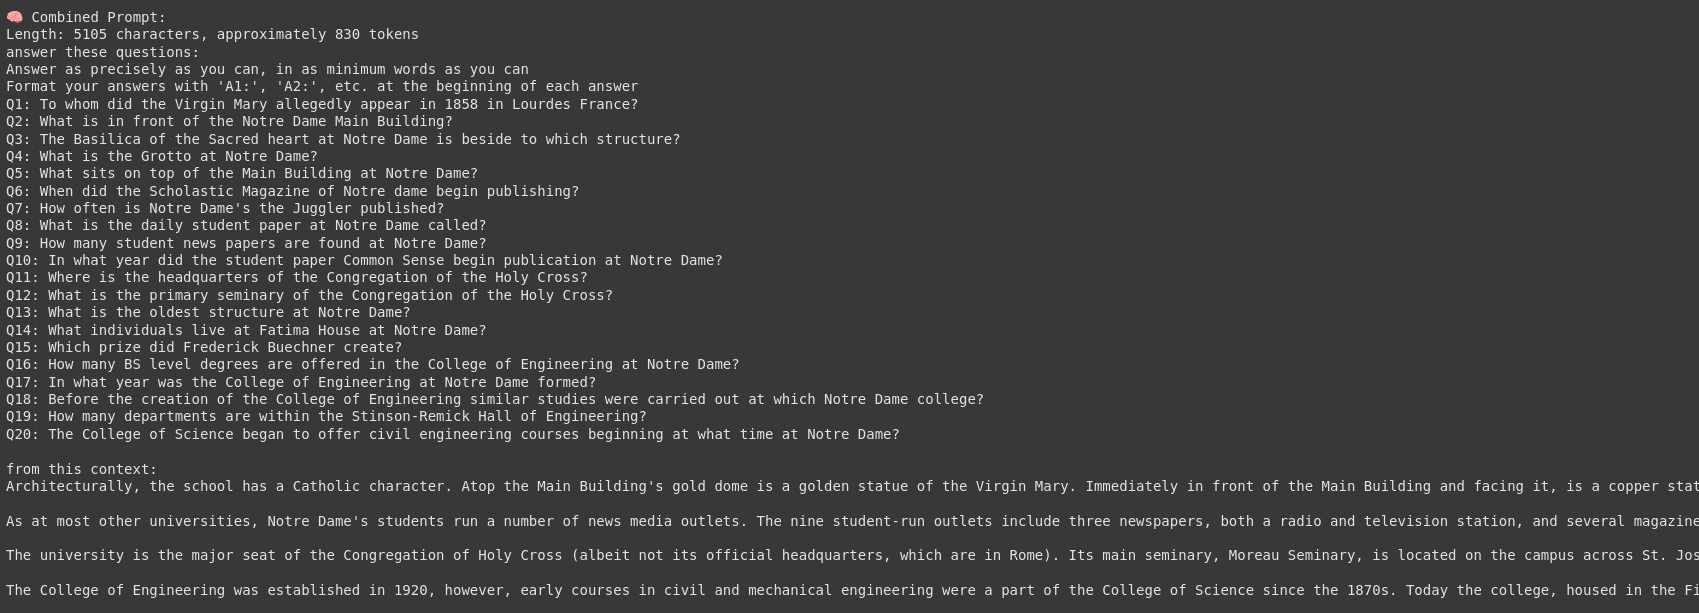 🧠 Combined Prompt:
Length: 5105 characters, approximately 830 tokens
answer these questions:
Answer as precisely as you can, in as minimum words as you can
Format your answers with 'A1:', 'A2:', etc. at the beginning of each answer
Q1: To whom did the Virgin Mary allegedly appear in 1858 in Lourdes France?
Q2: What is in front of the Notre Dame Main Building?
Q3: The Basilica of the Sacred heart at Notre Dame is beside to which structure?
Q4: What is the Grotto at Notre Dame?
Q5: What sits on top of the Main Building at Notre Dame?
Q6: When did the Scholastic Magazine of Notre dame begin publishing?
Q7: How often is Notre Dame's the Juggler published?
Q8: What is the daily student paper at Notre Dame called?
Q9: How many student news papers are found at Notre Dame?
Q10: In what year did the student paper Common Sense begin publication at Notre Dame?
Q11: Where is the headquarters of the Congregation of the Holy Cross?
Q12: What is the primary seminary of the Congregation of the Holy Cross?
Q13: What is the oldest structure at Notre Dame?
Q14: What individuals live at Fatima House at Notre Dame?
Q15: Which prize did Frederick Buechner create?
Q16: How many BS level degrees are offered in the College of Engineering at Notre Dame?
Q17: In what year was the College of Engineering at Notre Dame formed?
Q18: Before the creation of the College of Engineering similar studies were carried out at which Notre Dame college?
Q19: How many departments are within the Stinson-Remick Hall of Engineering?
Q20: The College of Science began to offer civil engineering courses beginning at what time at Notre Dame?
from this context:
Architecturally, the school has a Catholic character. Atop the Main Building's gold dome is a golden statue of the Virgin Mary. Immediately in front of the Main Building and facing it, is a copper stat
As at most other universities, Notre Dame's students run a number of news media outlets. The nine student-run outlets include three newspapers, both a radio and television station, and several magazine
The university is the major seat of the Congregation of Holy Cross (albeit not its official headquarters, which are in Rome). Its main seminary, Moreau Seminary, is located on the campus across St. Jos
The College of Engineering was established in 1920, however, early courses in civil and mechanical engineering were a part of the College of Science since the 1870s. Today the college, housed in the Fi